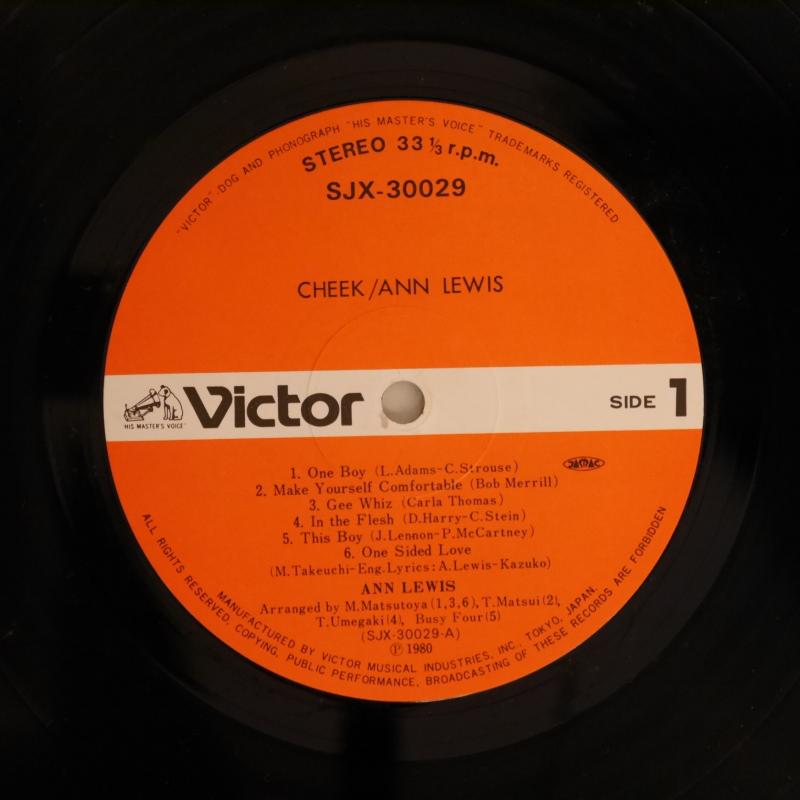 "VICTOR"-DOG AND PHONOGRAPH "HIS MASTER'S VOICE" TRADEMARKS REGISTERED
STEREO 33 1/3 r.p.m.
SJX-30029
CHEEK/ANN LEWIS
HIS MASTER'S VOICE
Victor
SIDE 1
JASRAC
1. One Boy (L.Adams-C.Strouse)
2. Make Yourself Comfortable (Bob Merrill)
3. Gee Whiz (Carla Thomas)
4. In the Flesh (D.Harry-C.Stein)
5. This Boy (J.Lennon-P.McCartney)
6. One Sided Love
(M.Takeuchi-Eng.Lyrics:A.Lewis-Kazuko)
ANN LEWIS
Arranged by M.Matsutoya(1,3,6), T.Matsui(2),
T.Umegaki(4), Busy Four(5)
(SJX-30029-A)
Ⓟ 1980
MANUFACTURED BY VICTOR MUSICAL INDUSTRIES, INC., TOKYO, JAPAN.
ALL RIGHTS RESERVED, COPYING, PUBLIC PERFORMANCE, BROADCASTING OF THESE RECORDS ARE FORBIDDEN